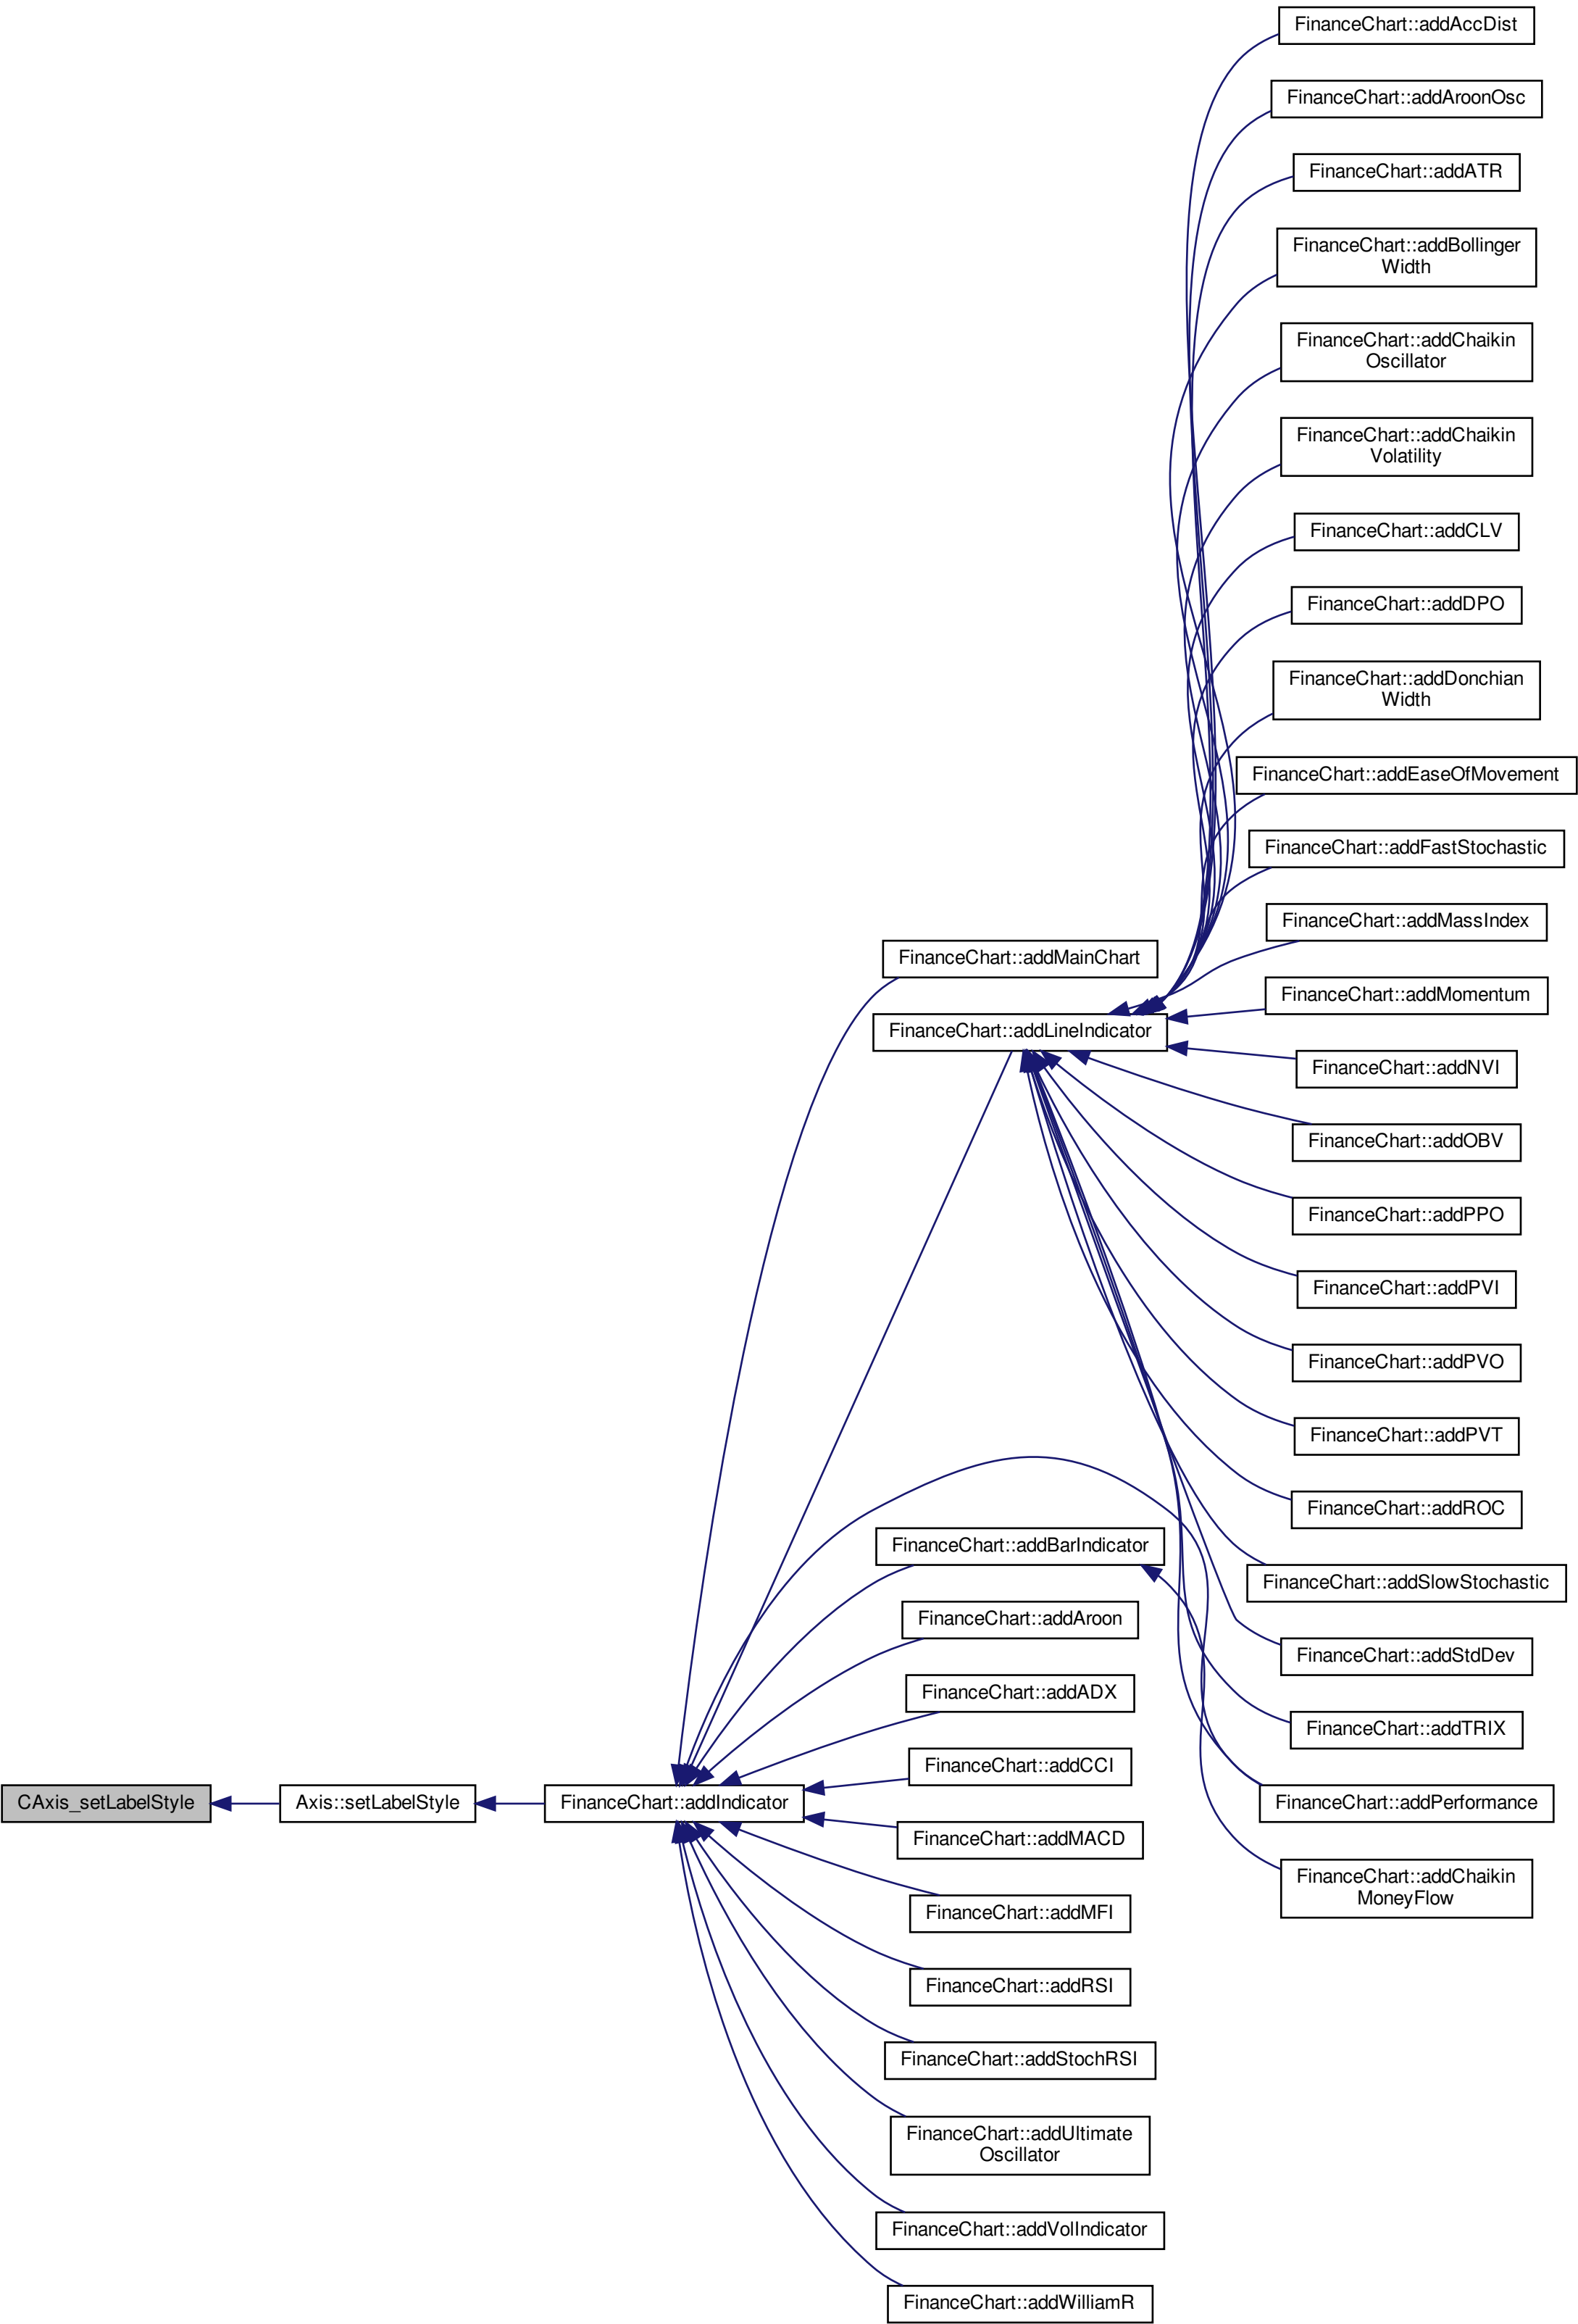 FinanceChart::addAccDist
FinanceChart::addAroonOsc
FinanceChart::addATR
FinanceChart::addBollinger
Width
FinanceChart::addChaikin
Oscillator
FinanceChart::addChaikin
Volatility
FinanceChart::addCLV
FinanceChart::addDPO
FinanceChart::addDonchian
Width
FinanceChart::addEaseOfMovement
FinanceChart::addFastStochastic
FinanceChart::addMassIndex
FinanceChart::addMainChart
FinanceChart::addMomentum
FinanceChart::addLineIndicator
FinanceChart::addNVI
FinanceChart::addOBV
FinanceChart::addPPO
FinanceChart::addPVI
FinanceChart::addPVO
FinanceChart::addPVT
FinanceChart::addROC
FinanceChart::addBarIndicator
FinanceChart::addSlowStochastic
FinanceChart::addAroon
FinanceChart::addStdDev
FinanceChart::addADX
FinanceChart::addTRIX
FinanceChart::addCCI
CAxis_setLabelStyle
Axis::setLabelStyle
FinanceChart::addIndicator
FinanceChart::addPerformance
FinanceChart::addMACD
FinanceChart::addChaikin
MoneyFlow
FinanceChart::addMFI
FinanceChart::addRSI
FinanceChart::addStochRSI
FinanceChart::addUltimate
Oscillator
FinanceChart::addVolIndicator
FinanceChart::addWilliamR